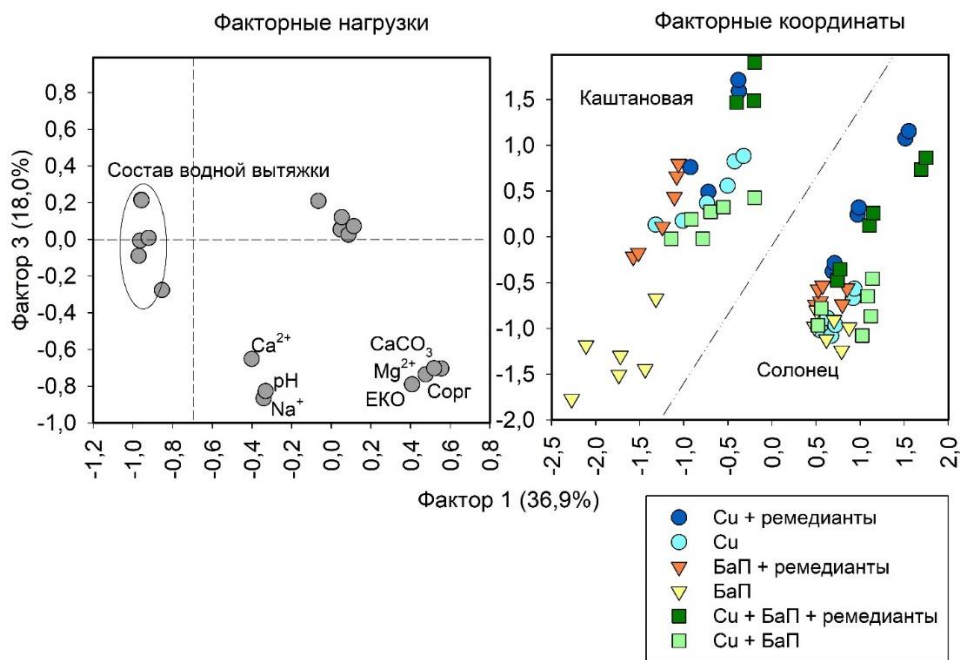 Факторные нагрузки
Факторные координаты
Фактор 3 (18,0%)
0,8
0,6
0,4
0,2
0,0
-0,2
-0,4
-0,6
-0,8
-1,0
Состав водной вытяжки
Ca²⁺
pH
Na⁺
CaCO₃
Mg²⁺
Сорг
ЕКО
-1,2
-1,0
-0,8
-0,6
-0,4
-0,2
0,0
0,2
0,4
0,6
0,8
1,5
1,0
0,5
0,0
-0,5
-1,0
-1,5
-2,0
Каштановая
Солонец
-2,5
-2,0
-1,5
-1,0
-0,5
0,0
0,5
1,0
1,5
2,0
Фактор 1 (36,9%)
Cu + ремедианты
Cu
БаП + ремедианты
БаП
Cu + БаП + ремедианты
Cu + БаП